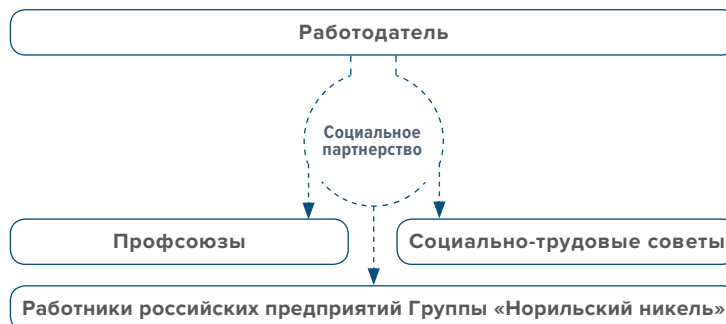 Работодатель
Социальное
партнерство
Профсоюзы
Социально-трудовые советы
Работники российских предприятий Группы «Норильский никель»